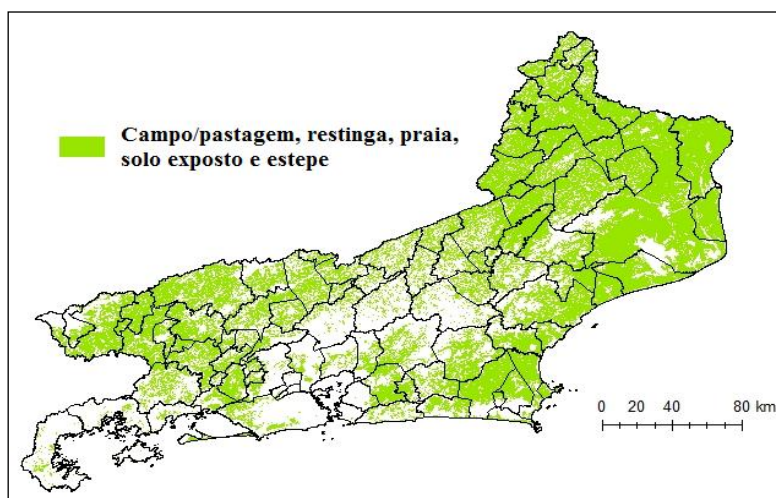 Campo/pastagem, restinga, praia,
solo exposto e estepe
0 20 40 80 km